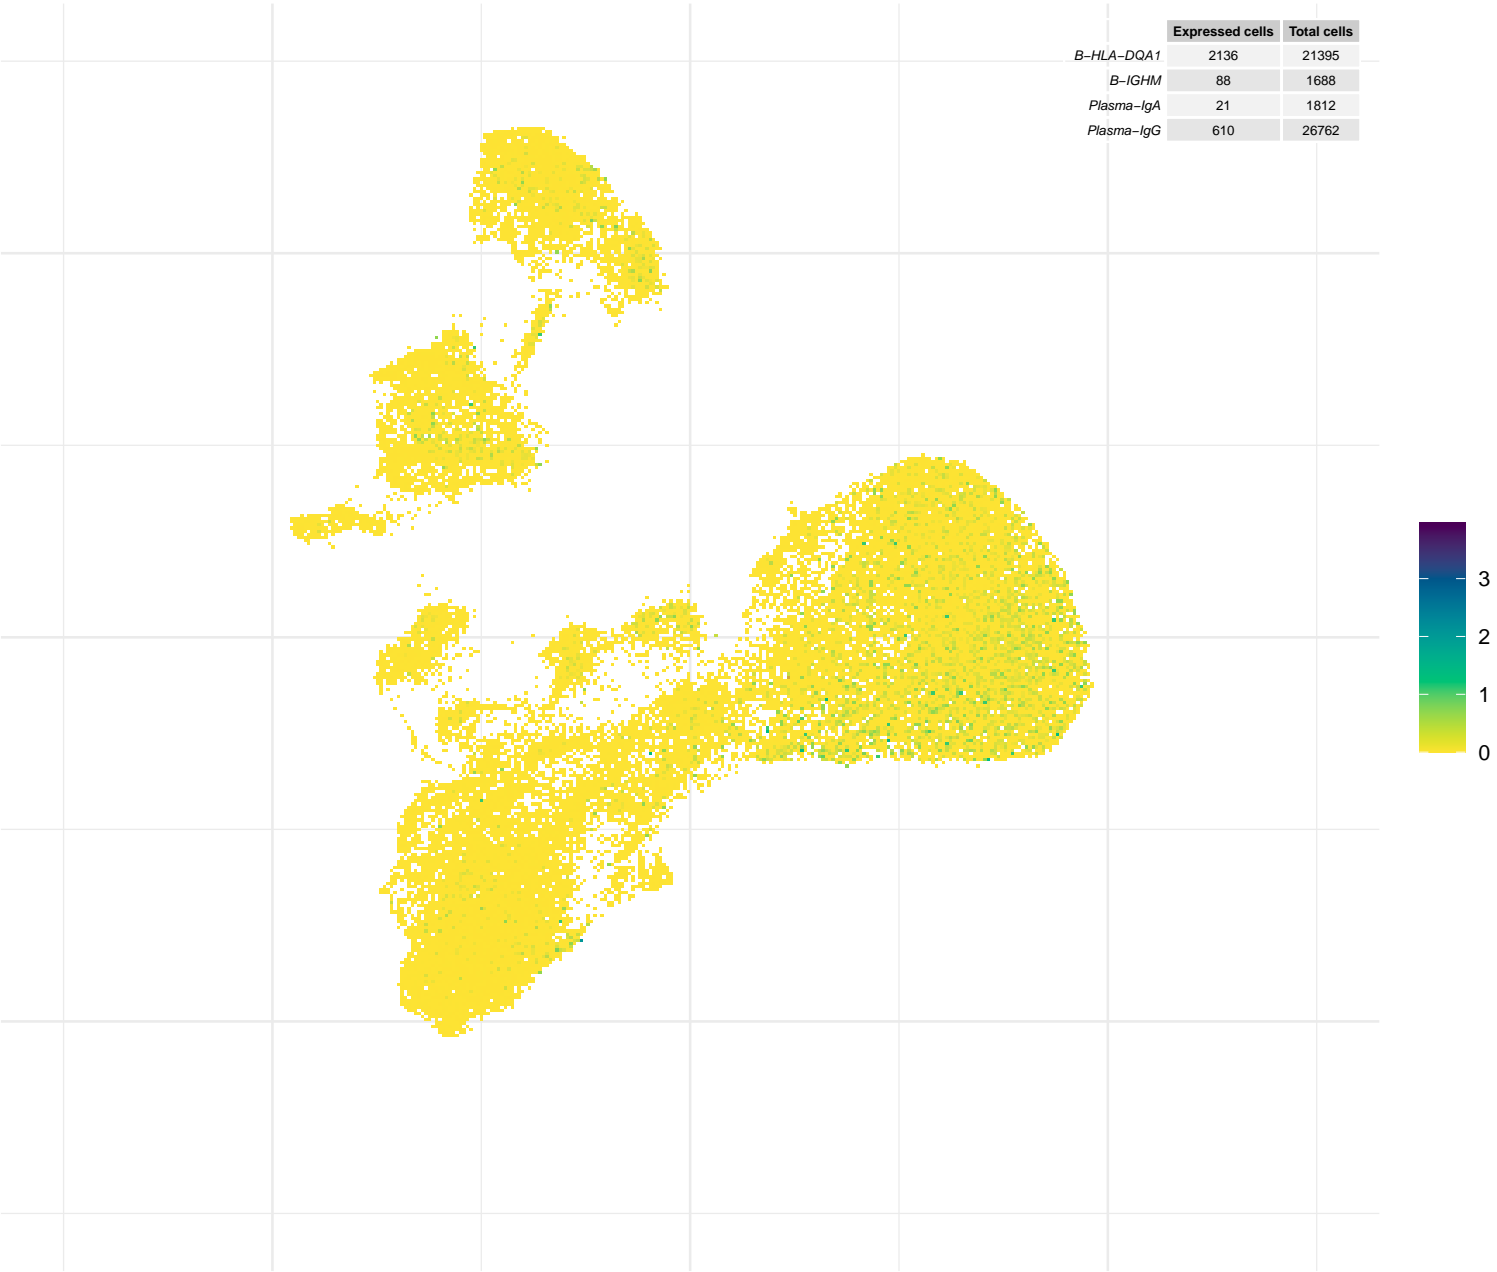 Expressed cells Total cells
B−HLA−DQA1 2136 21395
B−IGHM 88 1688
Plasma−IgA 21 1812
Plasma−IgG 610 26762
3
2
1
0